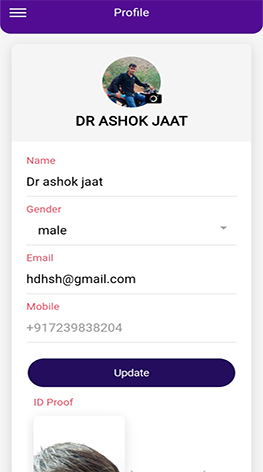 Profile
DR ASHOK JAAT
Name
Dr ashok jaat
Gender
male
Email
hdhsh@gmail.com
Mobile
+917239838204
Update
ID Proof